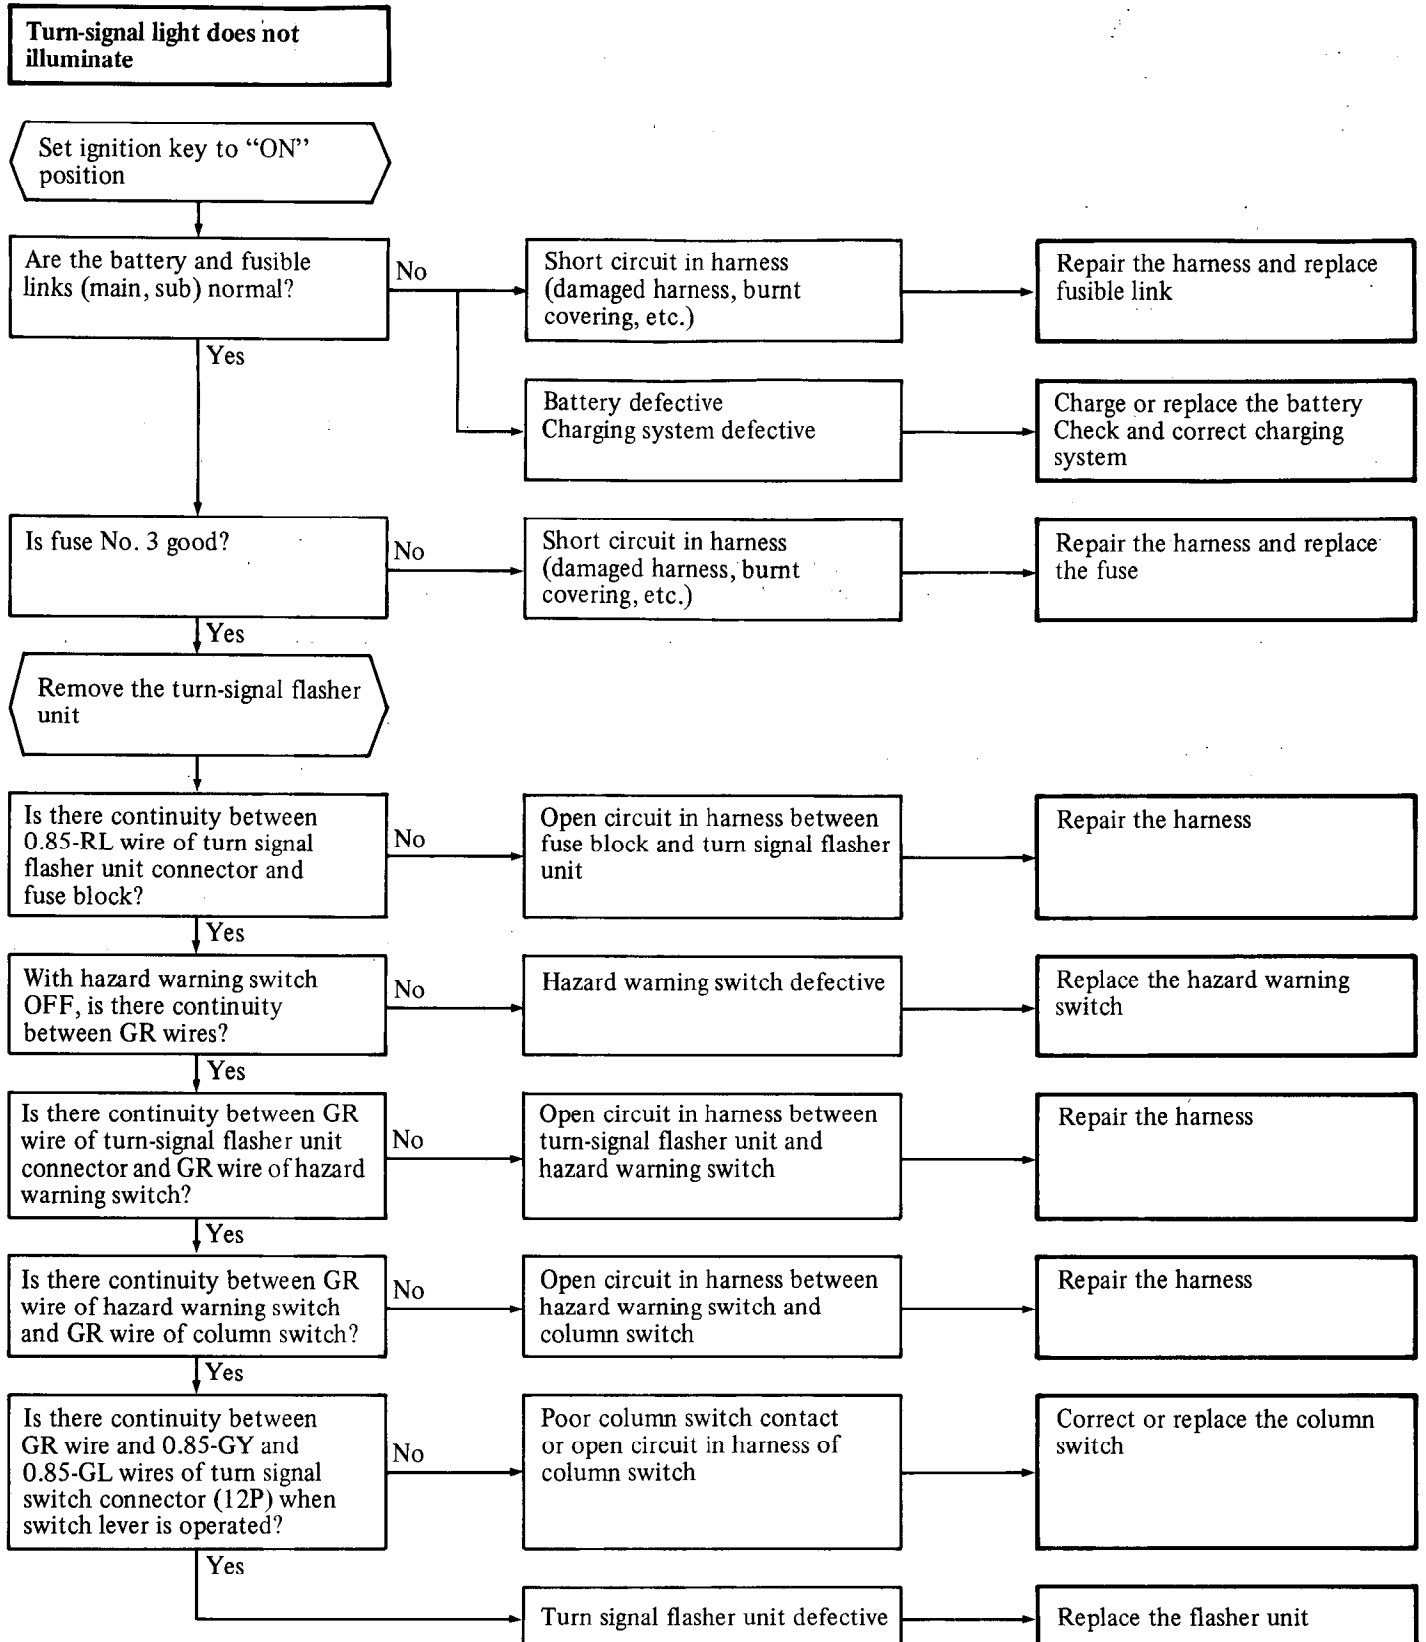 Turn-signal light does not
illuminate
Set ignition key to “ON”
position
Are the battery and fusible
links (main, sub) normal?
No
Short circuit in harness
(damaged harness, burnt
covering, etc.)
Repair the harness and replace
fusible link
Yes
Battery defective
Charging system defective
Charge or replace the battery
Check and correct charging
system
Is fuse No. 3 good?
No
Short circuit in harness
(damaged harness, burnt
covering, etc.)
Repair the harness and replace
the fuse
Yes
Remove the turn-signal flasher
unit
Is there continuity between
0.85-RL wire of turn signal
flasher unit connector and
fuse block?
No
Open circuit in harness between
fuse block and turn signal flasher
unit
Repair the harness
Yes
With hazard warning switch
OFF, is there continuity
between GR wires?
No
Hazard warning switch defective
Replace the hazard warning
switch
Yes
Is there continuity between GR
wire of turn-signal flasher unit
connector and GR wire of hazard
warning switch?
No
Open circuit in harness between
turn-signal flasher unit and
hazard warning switch
Repair the harness
Yes
Is there continuity between GR
wire of hazard warning switch
and GR wire of column switch?
No
Open circuit in harness between
hazard warning switch and
column switch
Repair the harness
Yes
Is there continuity between
GR wire and 0.85-GY and
0.85-GL wires of turn signal
switch connector (12P) when
switch lever is operated?
No
Poor column switch contact
or open circuit in harness of
column switch
Correct or replace the column
switch
Yes
Turn signal flasher unit defective
Replace the flasher unit